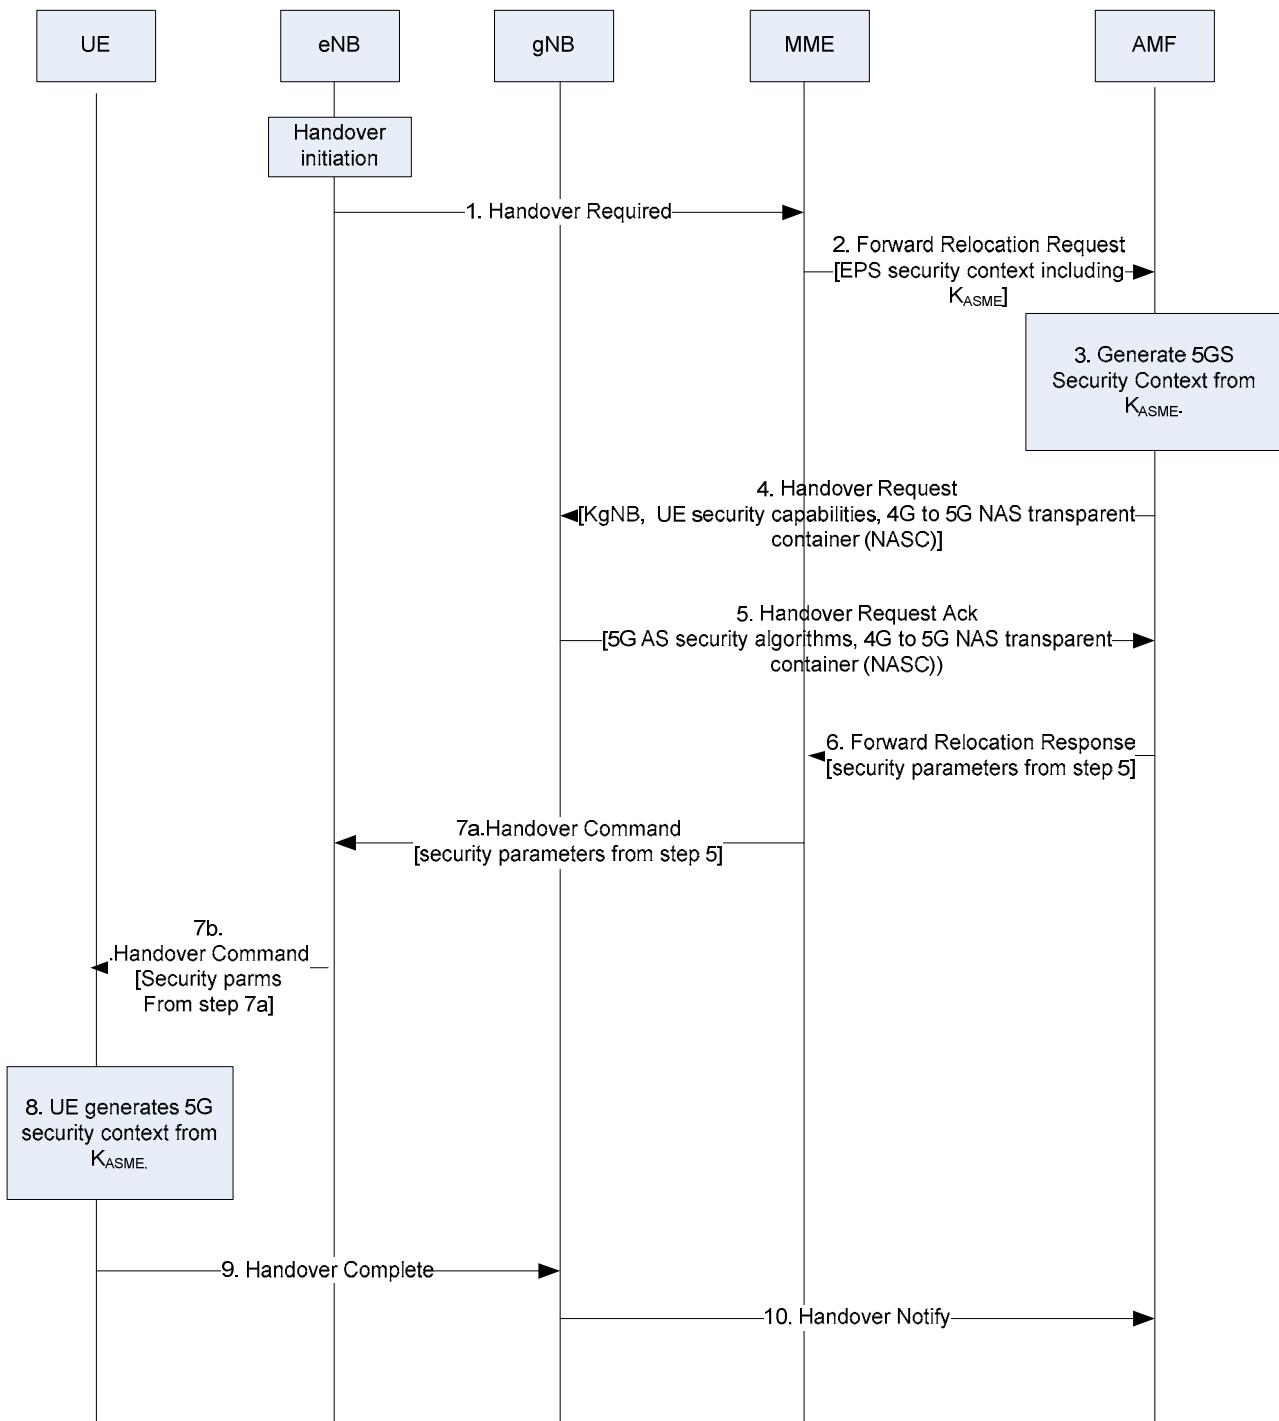 UE
eNB
gNB
MME
AMF
Handover
initiation
1. Handover Required
2. Forward Relocation Request
[EPS security context including
KASME]
3. Generate 5GS
Security Context from
KASME.
4. Handover Request
[KgNB, UE security capabilities, 4G to 5G NAS transparent
container (NASC)]
5. Handover Request Ack
[5G AS security algorithms, 4G to 5G NAS transparent
container (NASC))
6. Forward Relocation Response
[security parameters from step 5]
7a.Handover Command
[security parameters from step 5]
7b.
.Handover Command
[Security parms
From step 7a]
8. UE generates 5G
security context from
KASME.
9. Handover Complete
10. Handover Notify